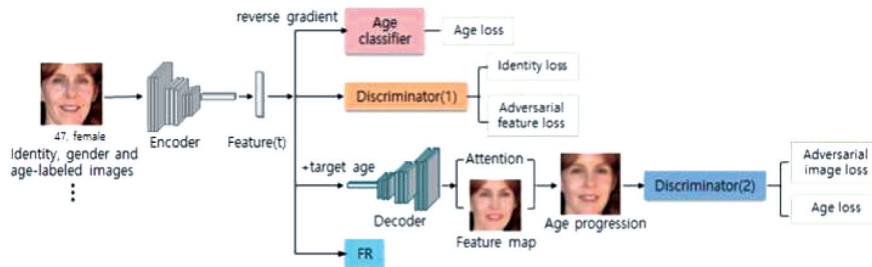 reverse gradient
Age
classifier
Age loss
Discriminator(1)
Identity loss
Adversarial
feature loss
47, female
Identity, gender and
age-labeled images
Encoder
Feature(t)
+target age
Decoder
Attention
Feature map
Age progression
Discriminator(2)
Adversarial
image loss
Age loss
FR